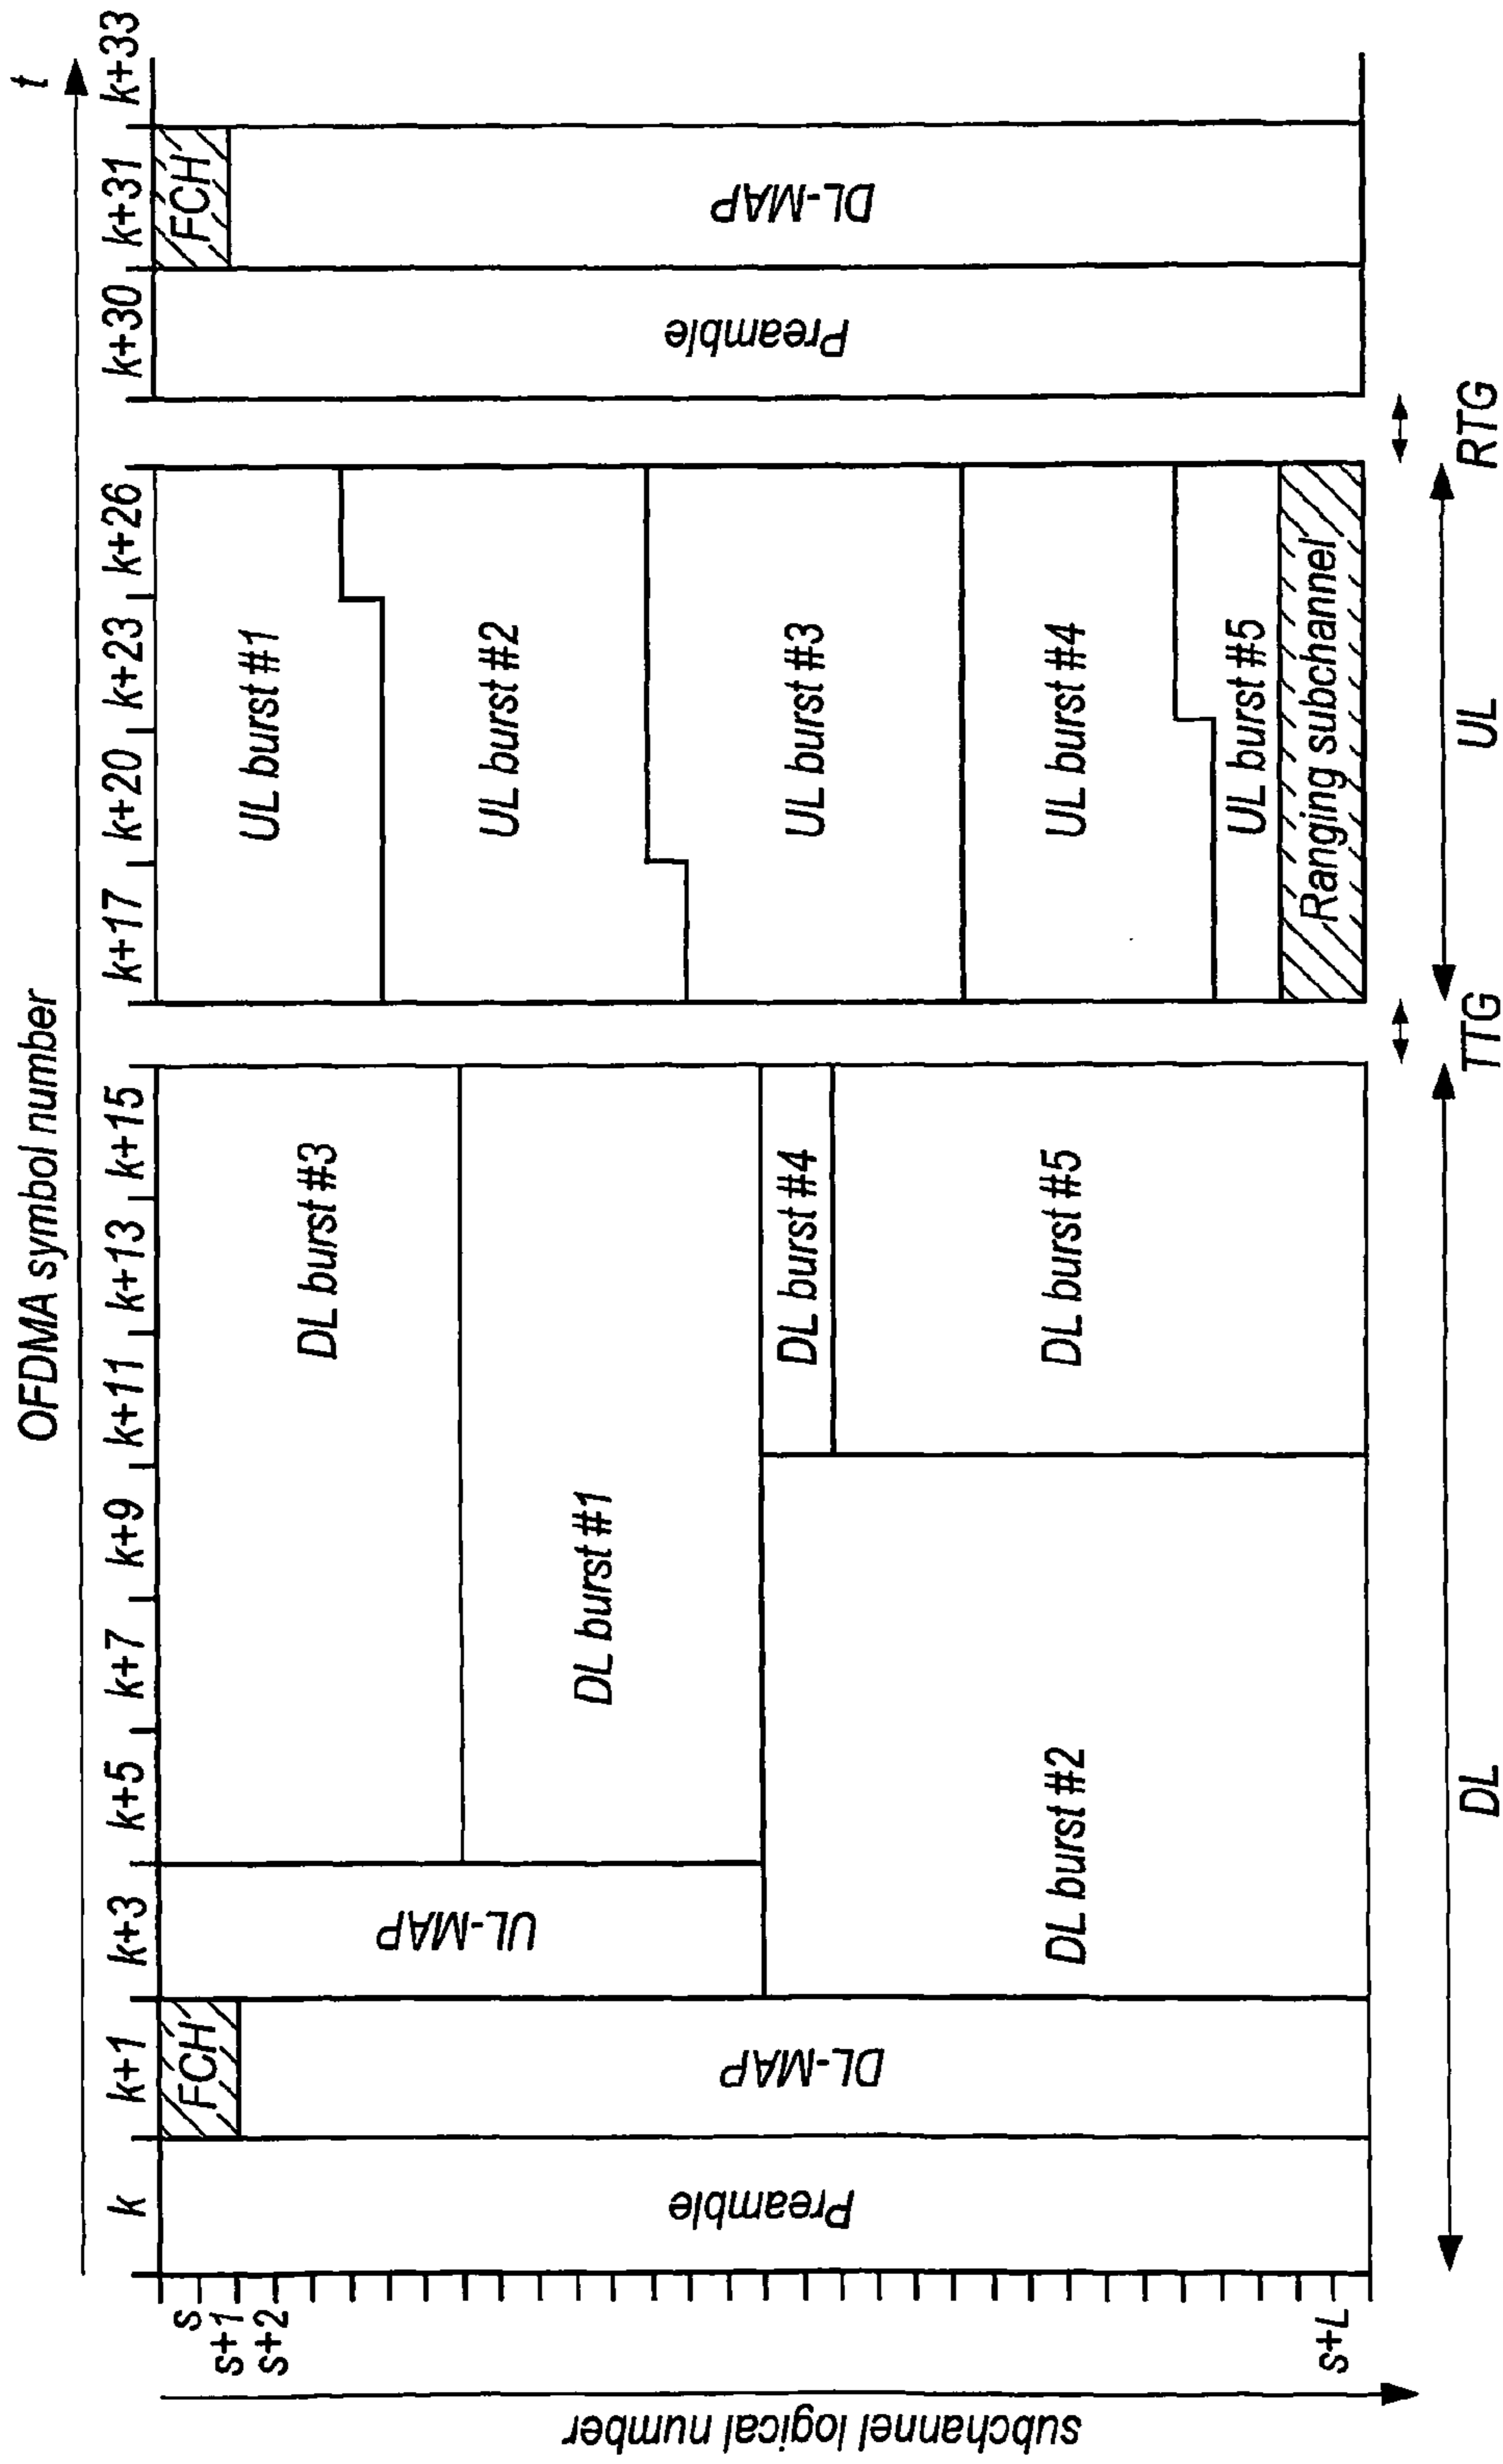 OFDMA symbol number
t
k
k+1
k+3
k+5
k+7
k+9
k+11
k+13
k+15
k+17
k+20
k+23
k+26
k+30
k+31
k+33
s
s+1
s+2
s+L
subchannel logical number
Preamble
FCH
DL-MAP
UL-MAP
DL burst #3
DL burst #1
DL burst #2
DL burst #4
DL burst #5
UL burst #1
UL burst #2
UL burst #3
UL burst #4
UL burst #5
Ranging subchannel
Preamble
FCH
DL-MAP
DL
TTG
UL
RTG